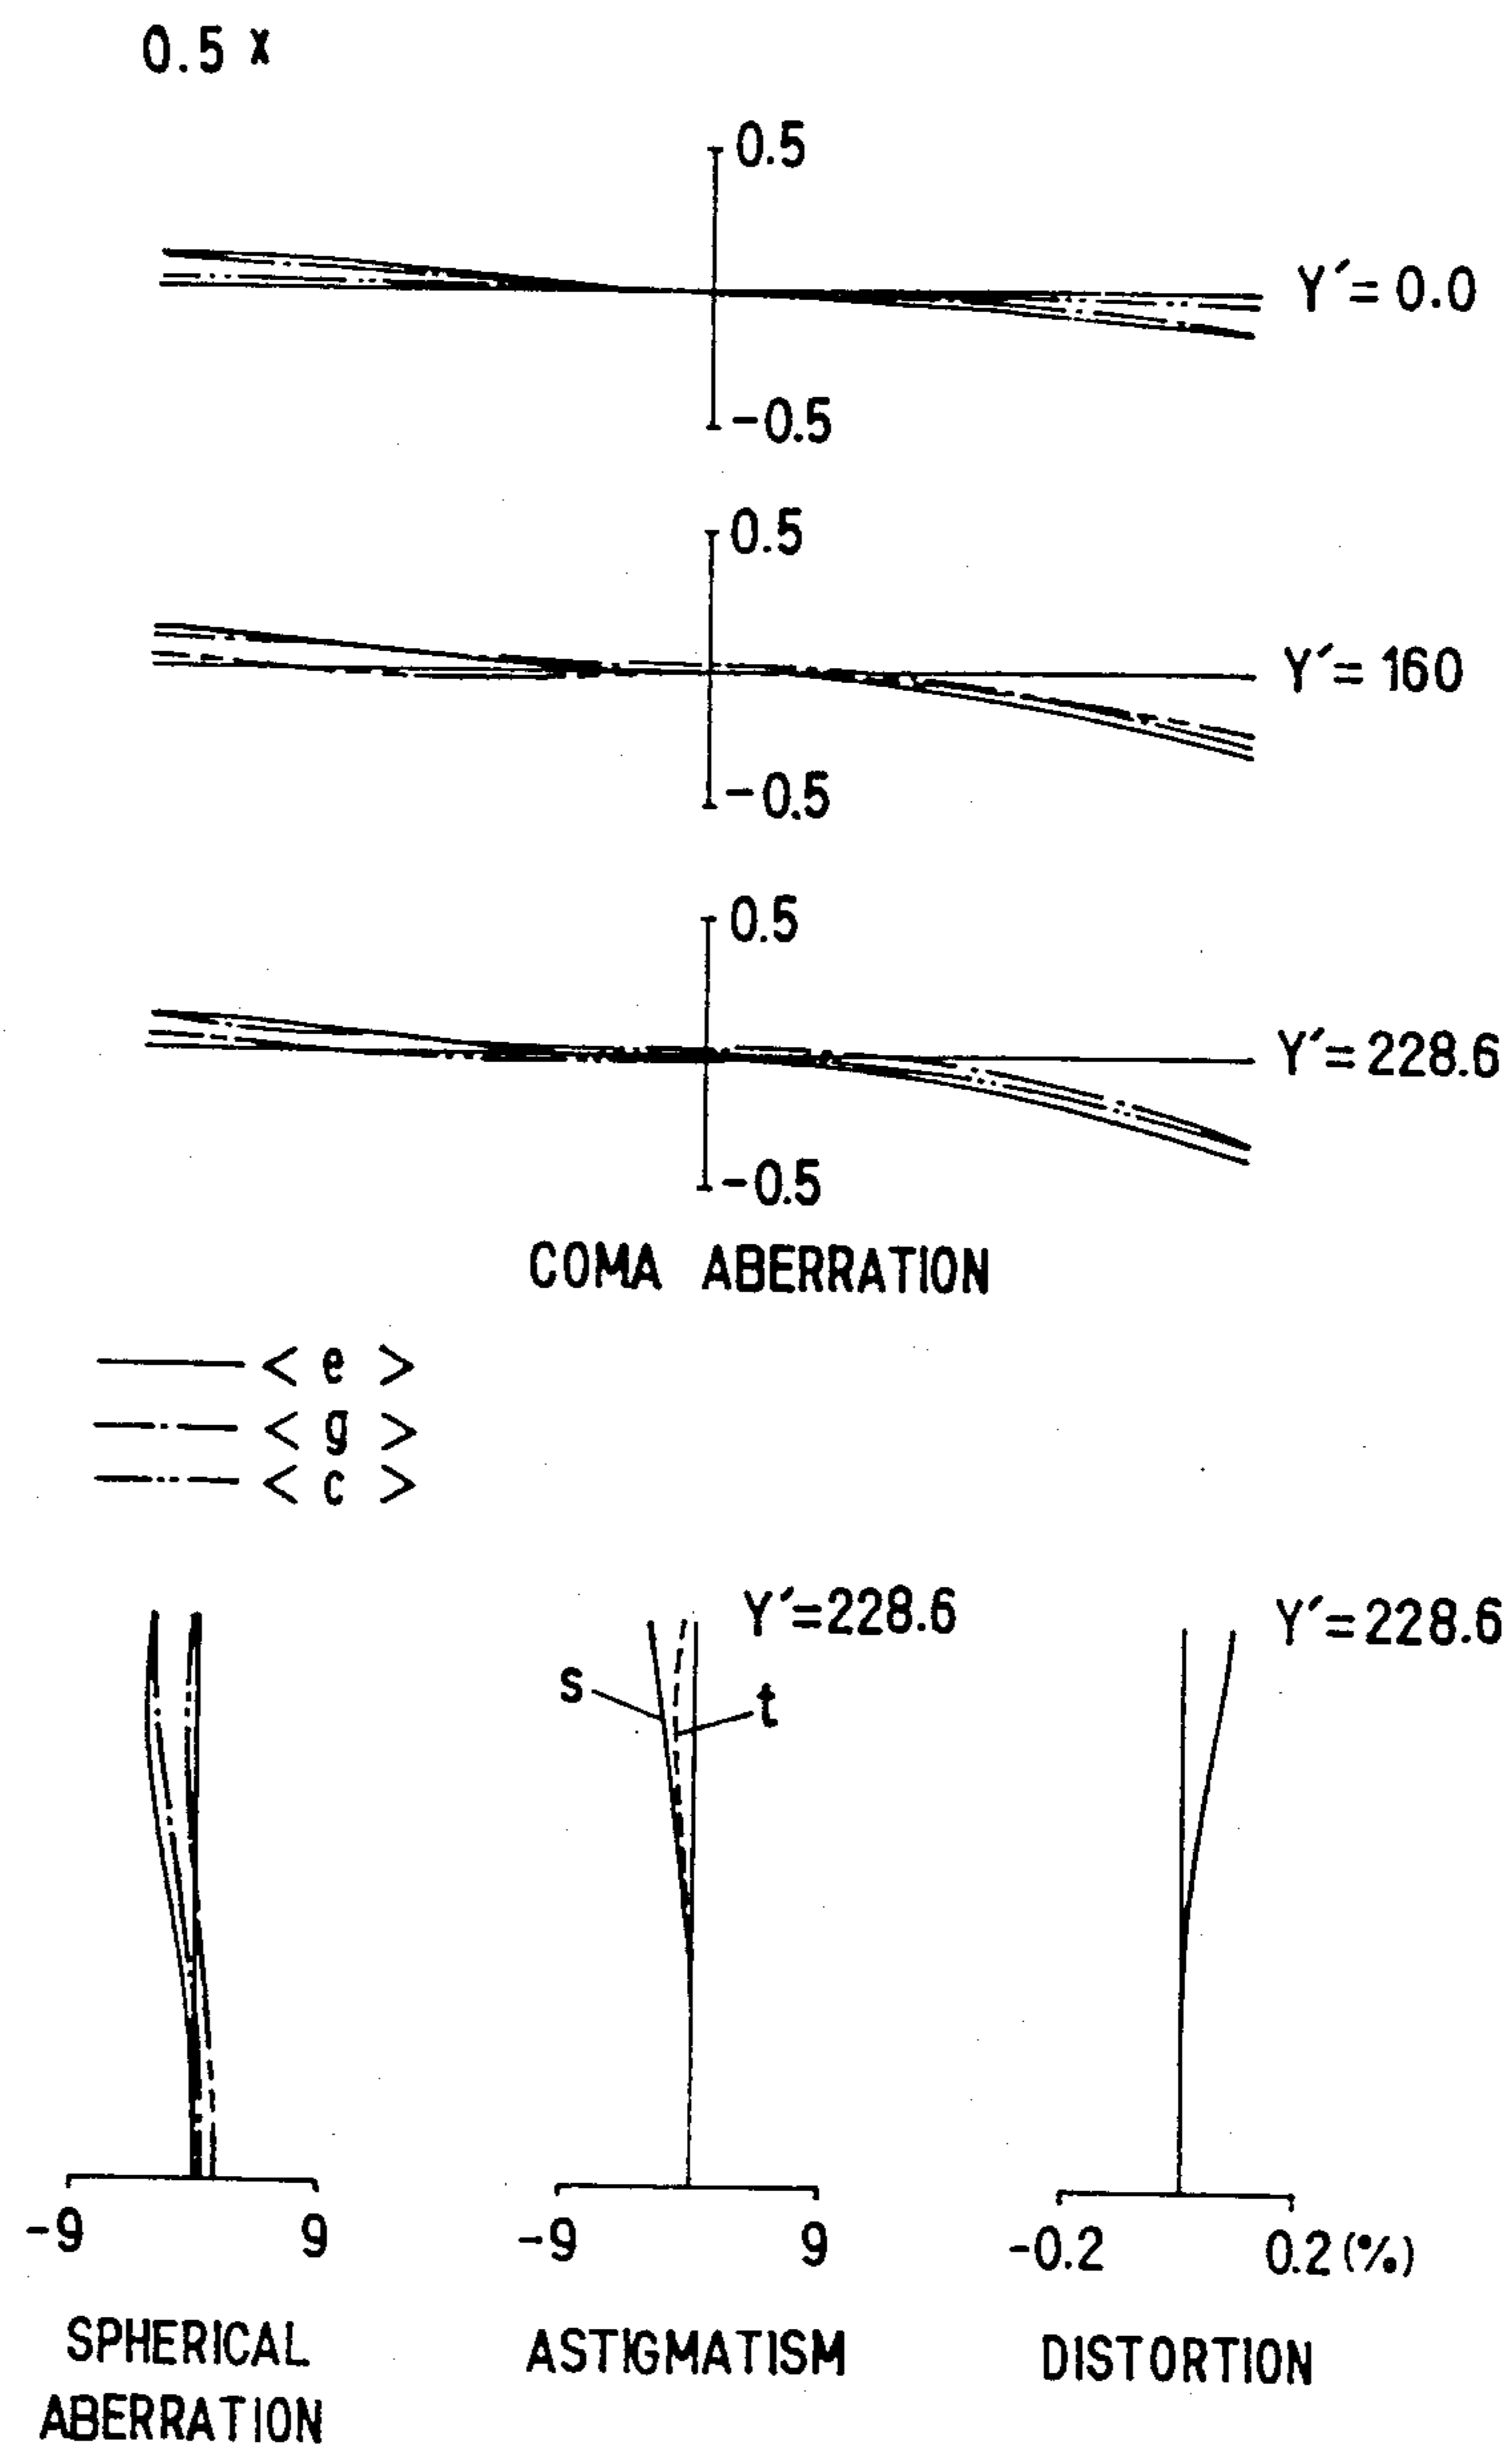 0.5 x
0.5
Y′= 0.0
-0.5
0.5
Y′= 160
-0.5
0.5
Y′= 228.6
-0.5
COMA ABERRATION
< e >
< g >
< c >
Y′=228.6
Y′=228.6
s
t
-9 9
-9 9
-0.2 0.2(%)
SPHERICAL
ABERRATION
ASTIGMATISM
DISTORTION